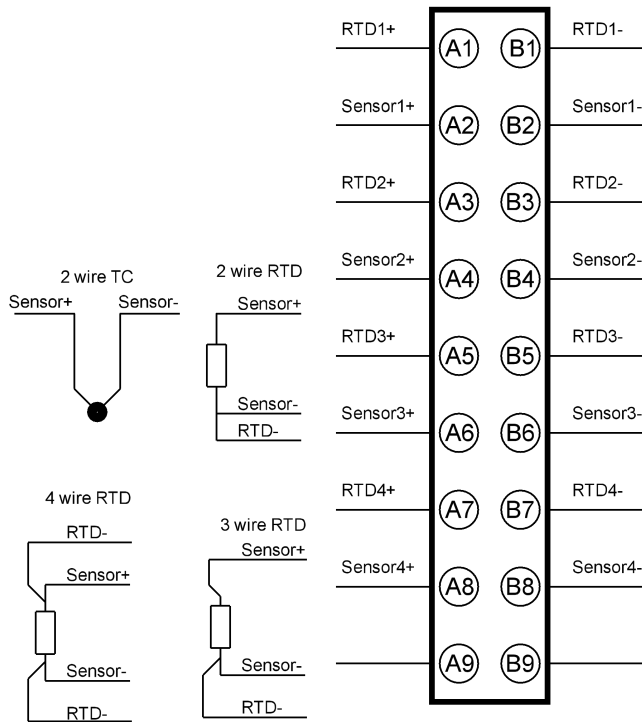 RTD1+ A1 B1 RTD1-
Sensor1+ A2 B2 Sensor1-
RTD2+ A3 B3 RTD2-
Sensor2+ A4 B4 Sensor2-
RTD3+ A5 B5 RTD3-
Sensor3+ A6 B6 Sensor3-
RTD4+ A7 B7 RTD4-
Sensor4+ A8 B8 Sensor4-
A9 B9
2 wire TC
Sensor+ Sensor-
2 wire RTD
Sensor+
Sensor-
RTD-
4 wire RTD
RTD-
Sensor+
Sensor-
RTD-
3 wire RTD
Sensor+
Sensor-
RTD-